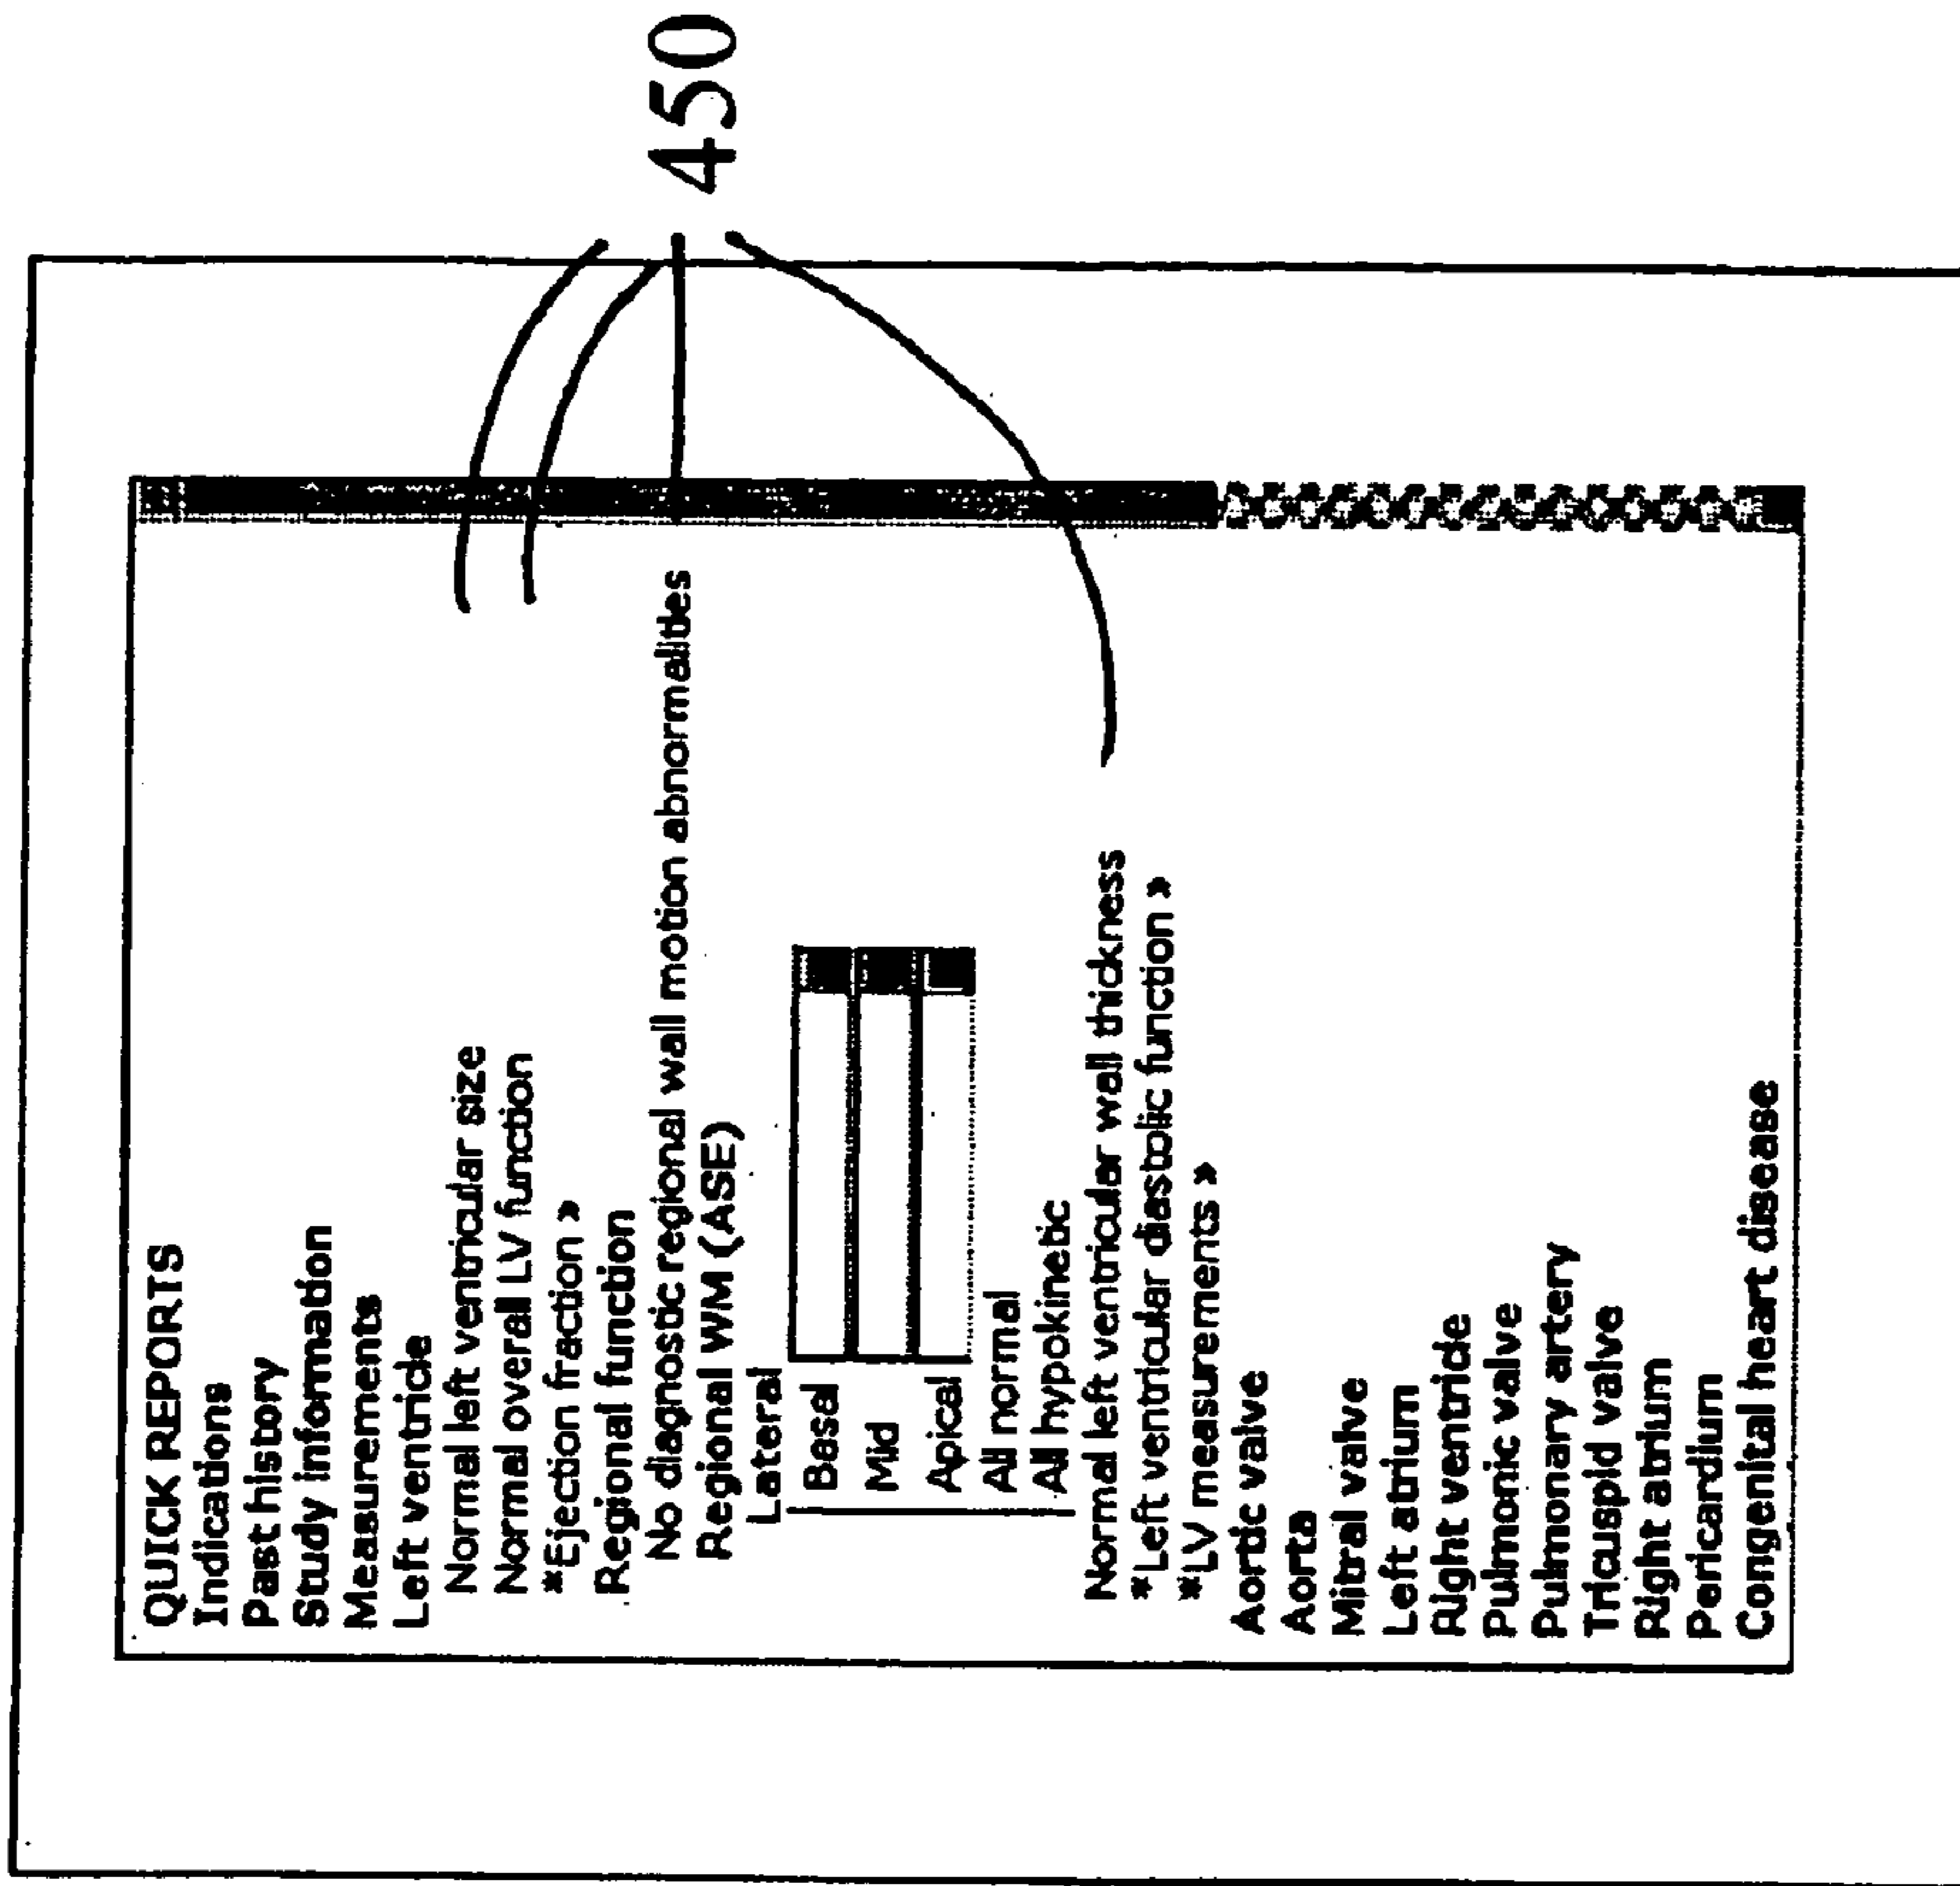 450
QUICK REPORTS
Indications
Past history
Study information
Measurements
Left ventricle
Normal left ventricular size
Normal overall LV function
*Ejection fraction »
Regional function
No diagnostic regional wall motion abnormalities
Regional WM (ASE)
Lateral
Basal
Mid
Apical
All normal
All hypokinetic
Normal left ventricular wall thickness
*Left ventricular diastolic function »
*LV measurements »
Aortic valve
Aorta
Mitral valve
Left atrium
Right ventricle
Pulmonic valve
Pulmonary artery
Tricuspid valve
Right atrium
Pericardium
Congenital heart disease